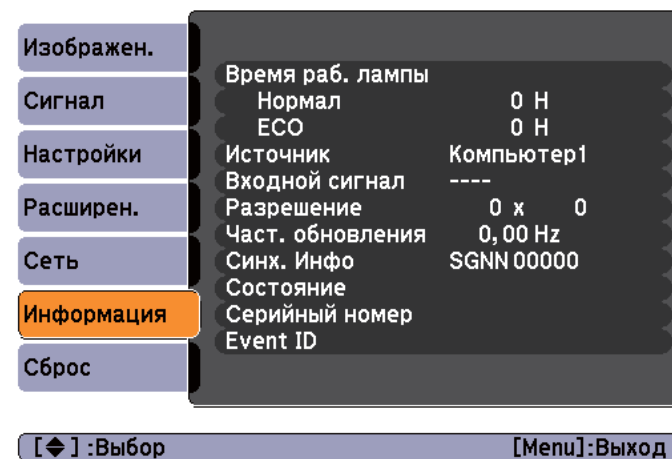 Изображен.
Сигнал
Настройки
Расширен.
Сеть
Информация
Сброс
Время раб. лампы
Нормал 0 H
ECO 0 H
Источник Компьютер1
Входной сигнал ----
Разрешение 0 x 0
Част. обновления 0,00 Hz
Синх. Инфо SGNN 00000
Состояние
Серийный номер
Event ID
[◆] :Выбор [Menu]:Выход